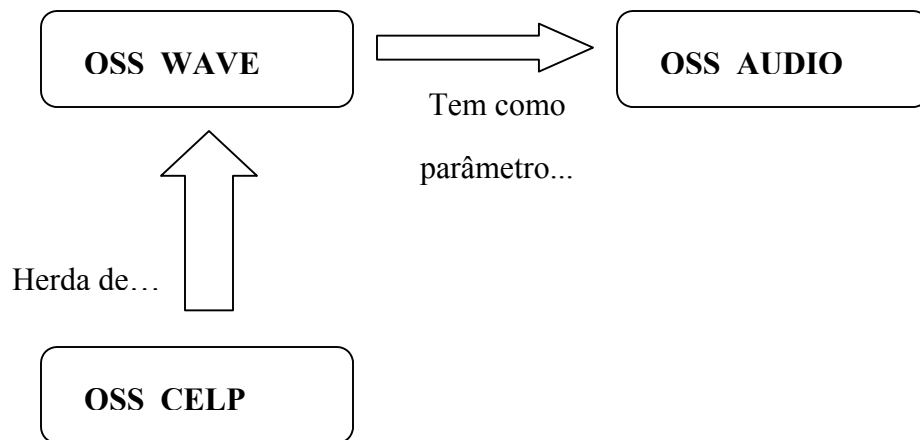 OSS WAVE
OSS AUDIO
Tem como
parâmetro...
Herda de…
OSS CELP